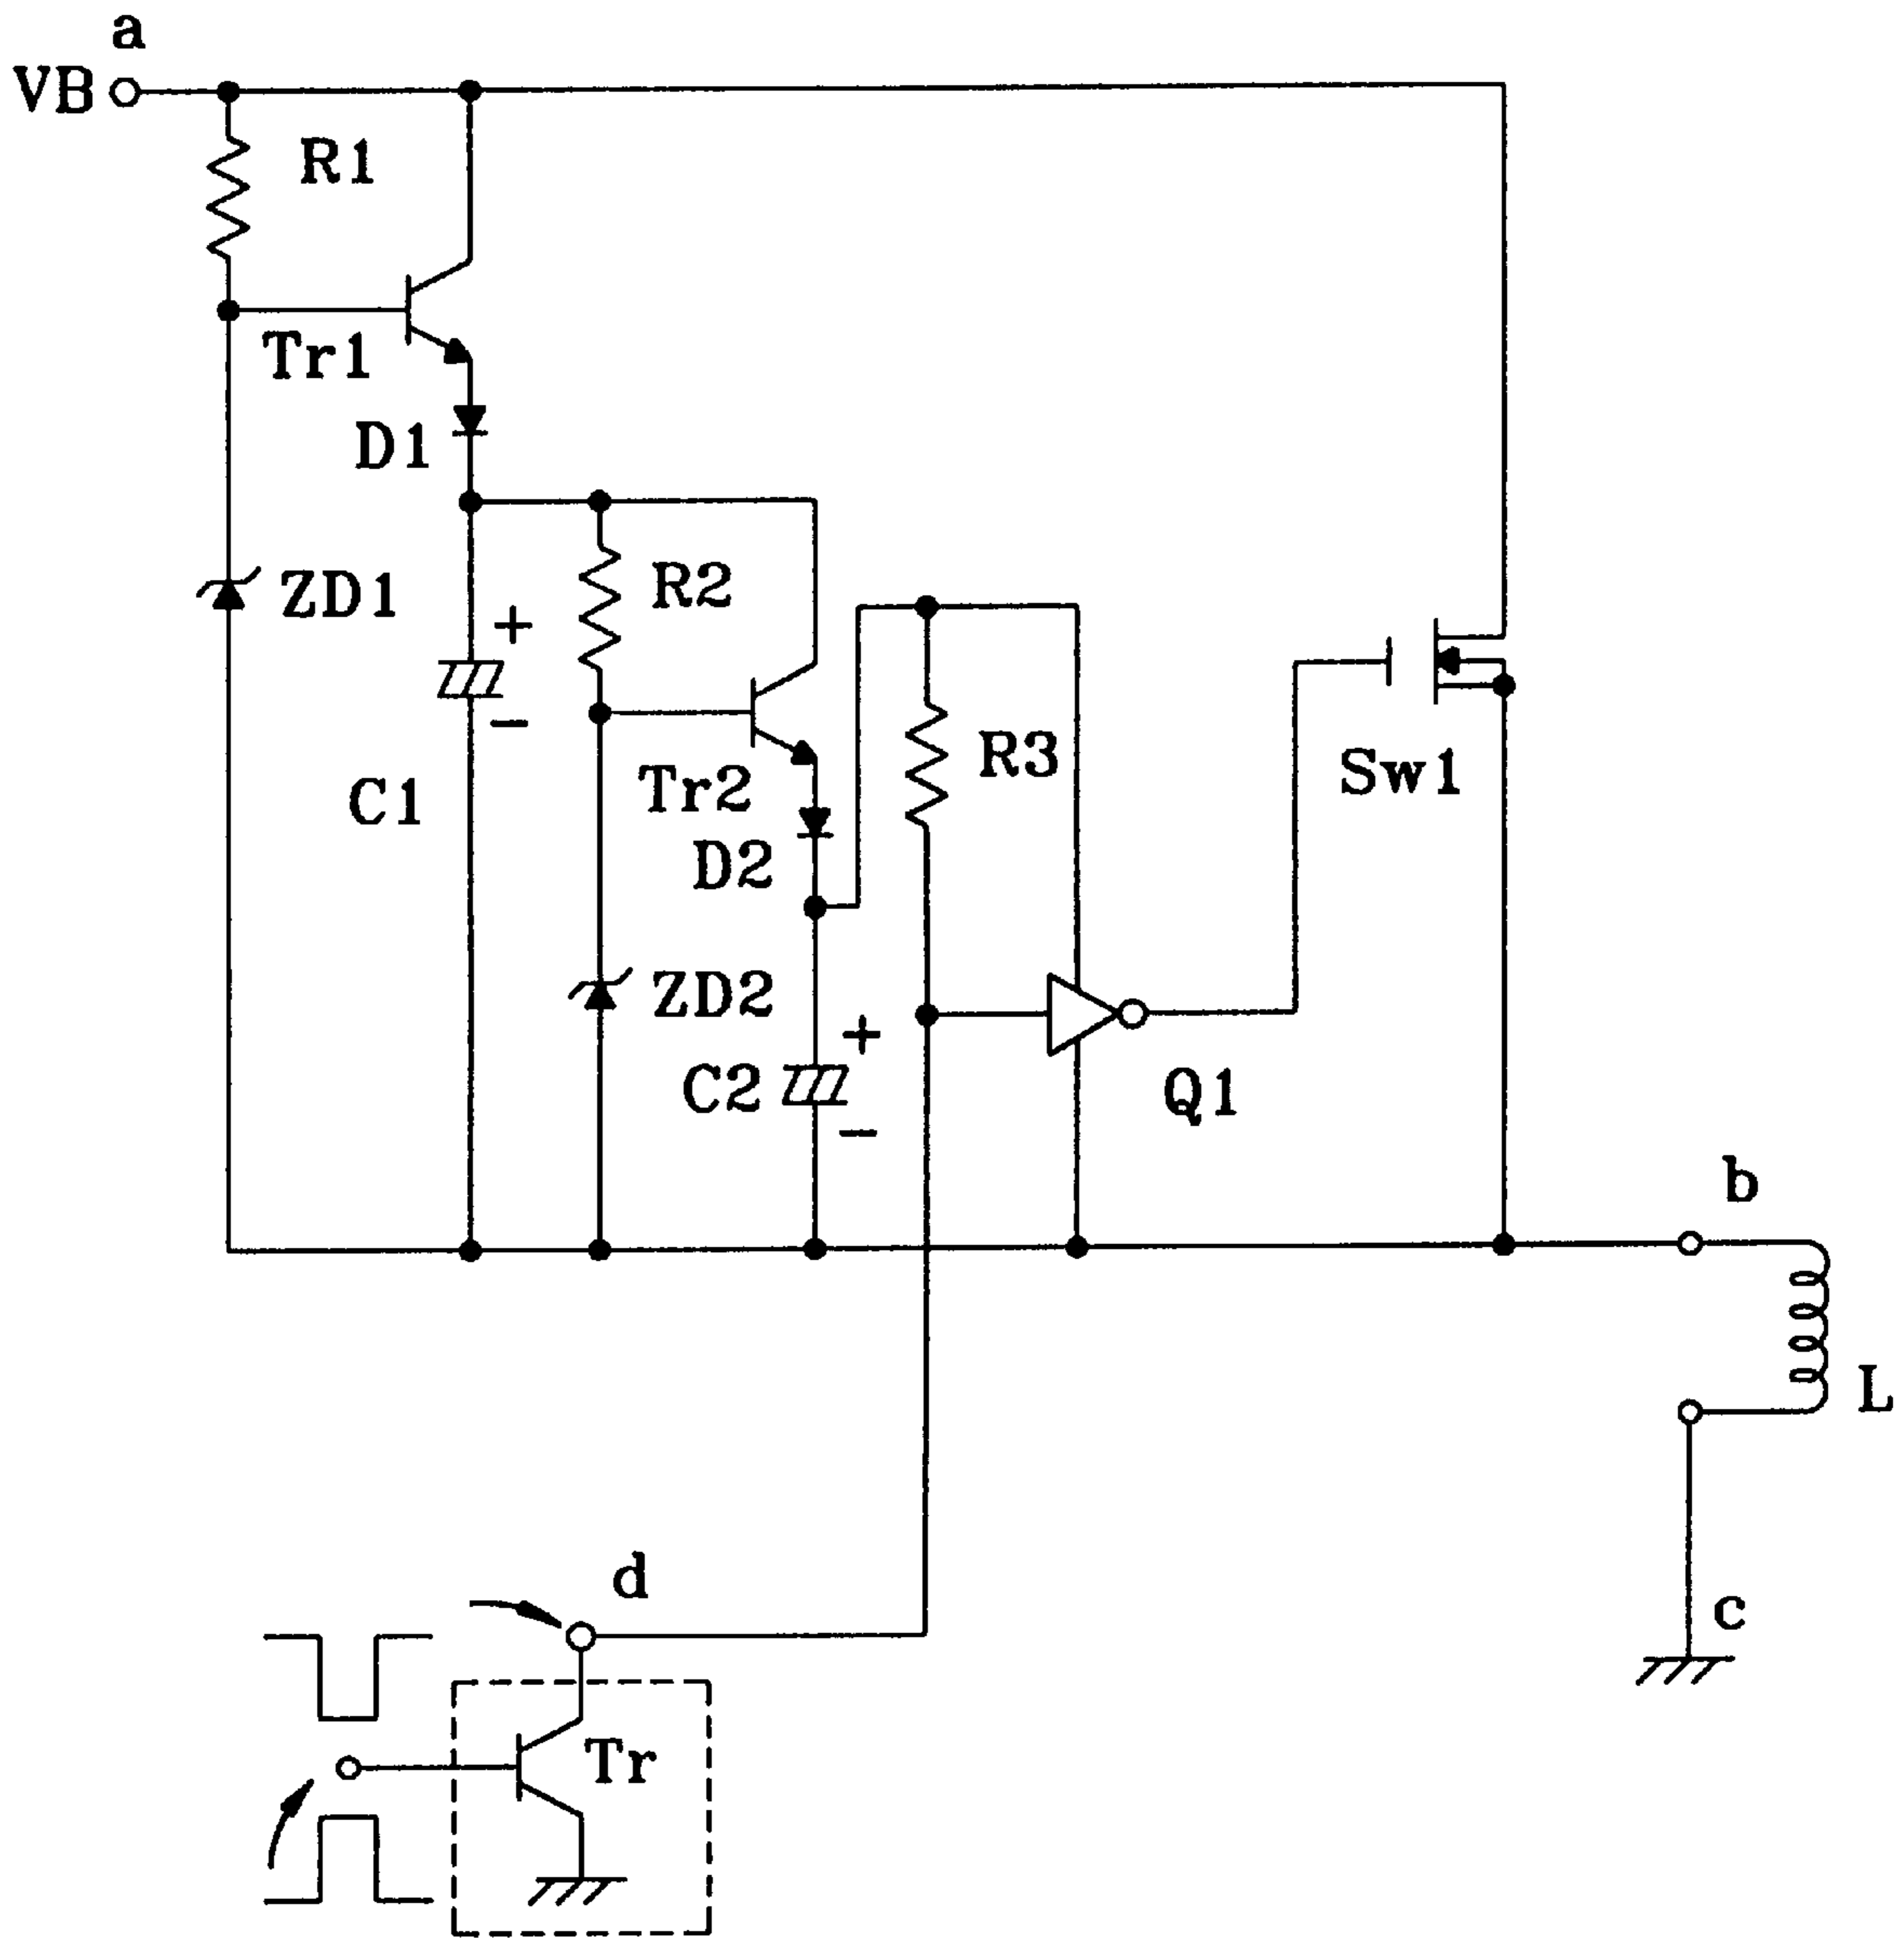 a
VB
R1
Tr1
D1
ZD1
+
R2
-
C1
Tr2
R3
Sw1
D2
ZD2
+
C2
-
Q1
b
L
d
c
Tr